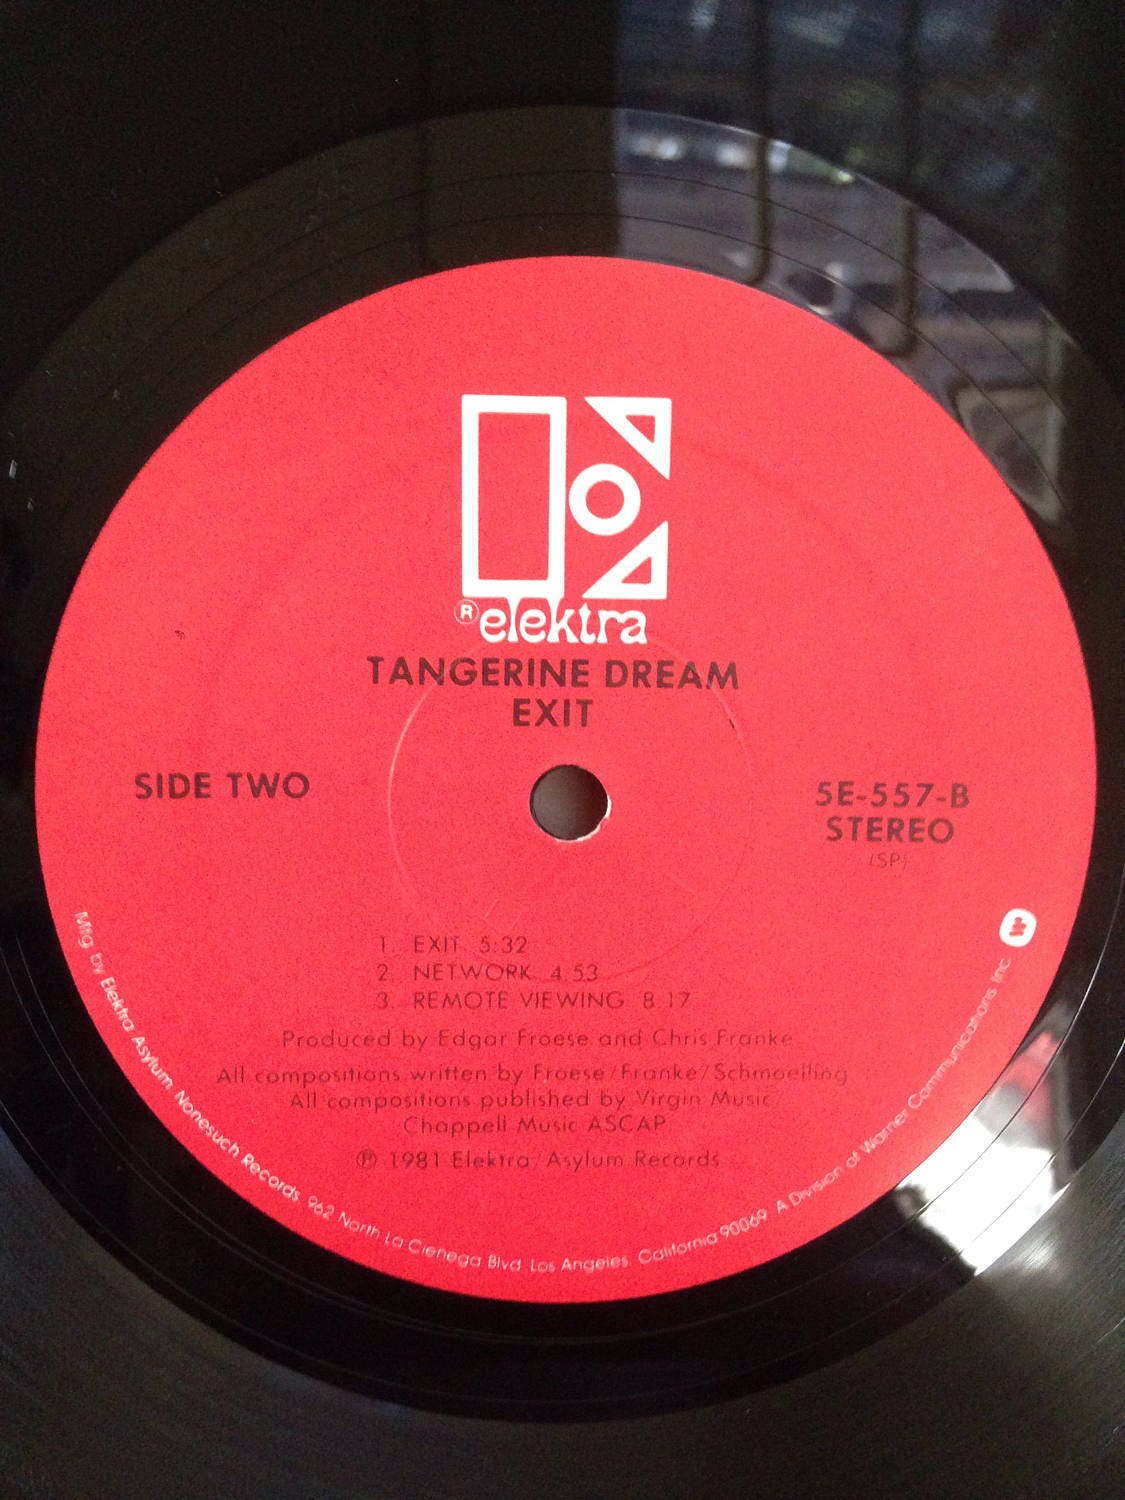 ® elektra
TANGERINE DREAM
EXIT
SIDE TWO
5E-557-B
STEREO
(SP)
1. EXIT 5:32
2. NETWORK 4:53
3. REMOTE VIEWING 8:17
Produced by Edgar Froese and Chris Franke
All compositions written by Froese/Franke/Schmoelling
All compositions published by Virgin Music/
Chappell Music ASCAP
℗ 1981 Elektra/Asylum Records
Mfg. by Elektra/Asylum/Nonesuch Records, 962 North La Cienega Blvd. Los Angeles, California 90069. A Division of Warner Communications Inc.